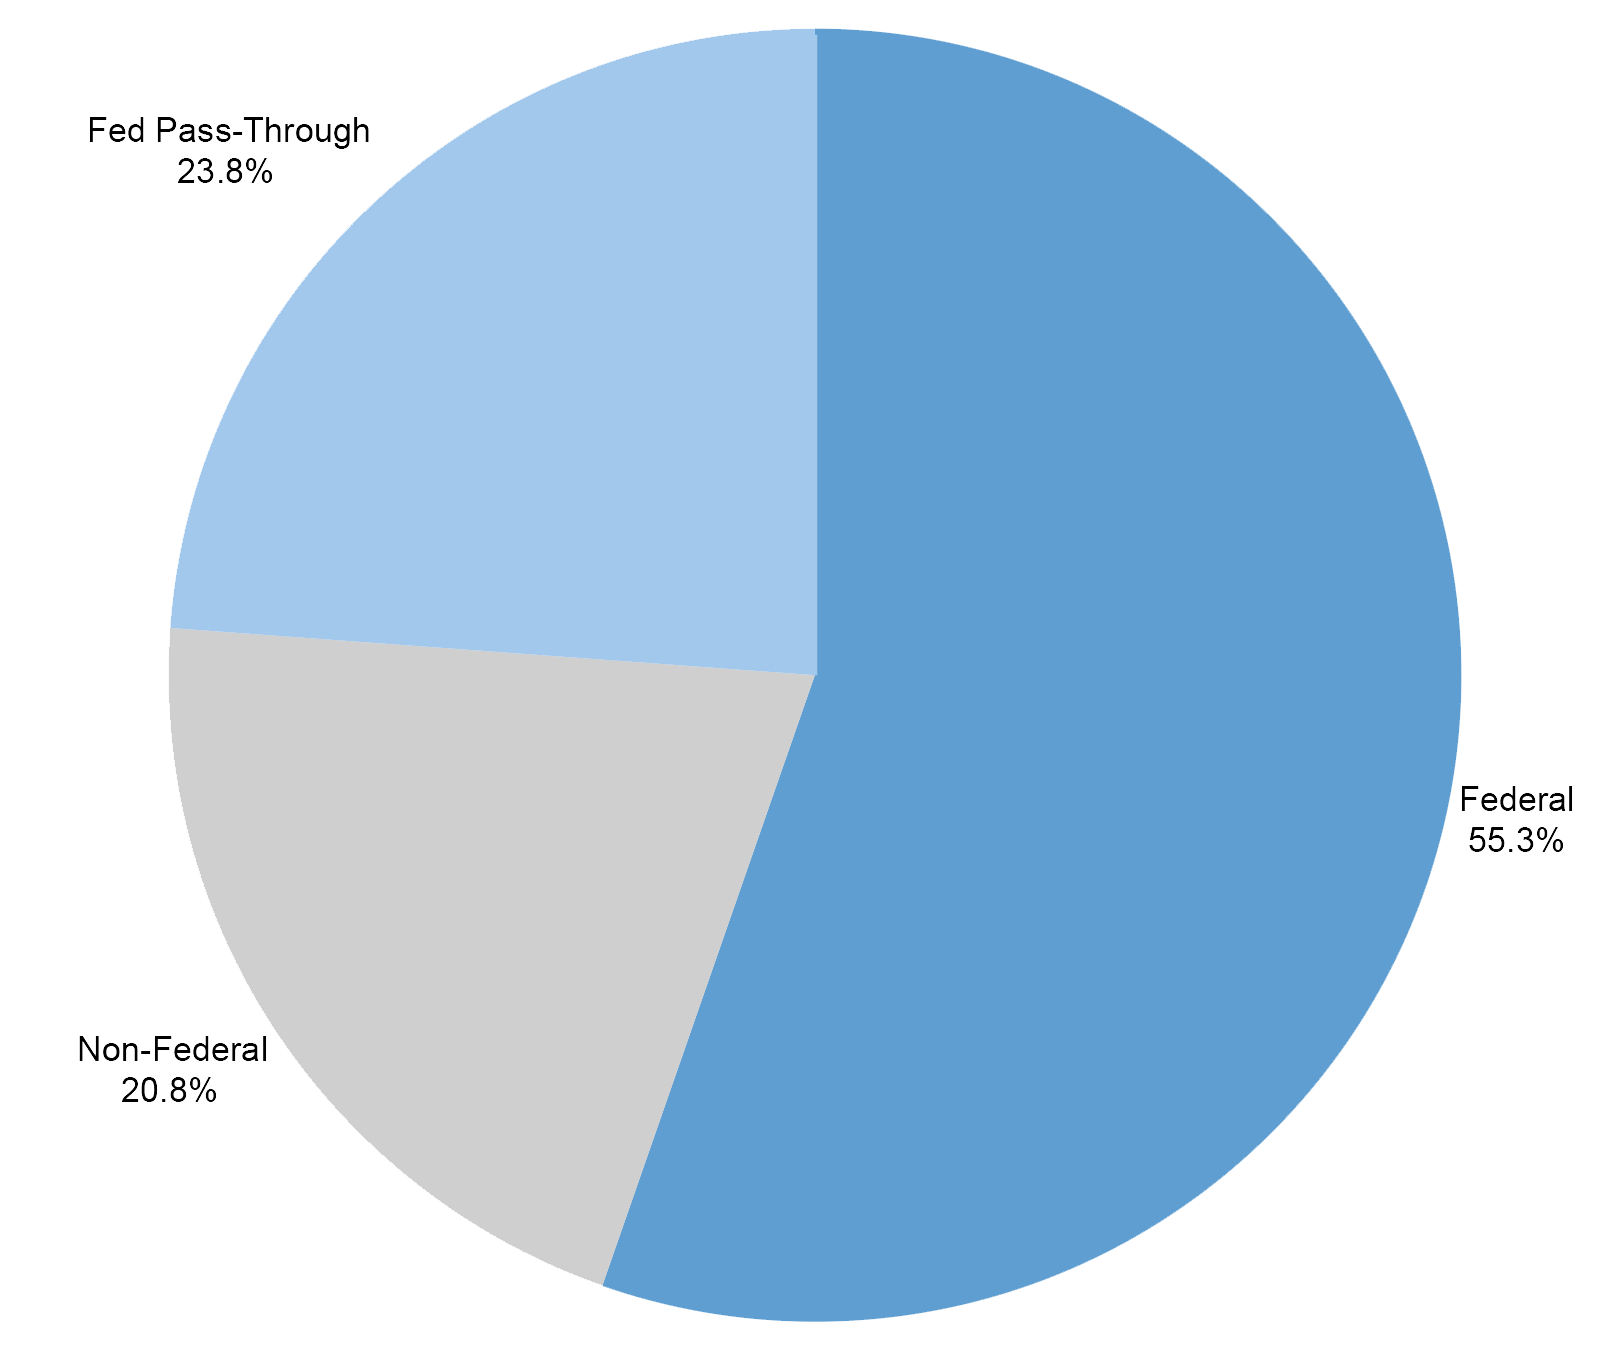 Fed Pass-Through
23.8%
Federal
55.3%
Non-Federal
20.8%